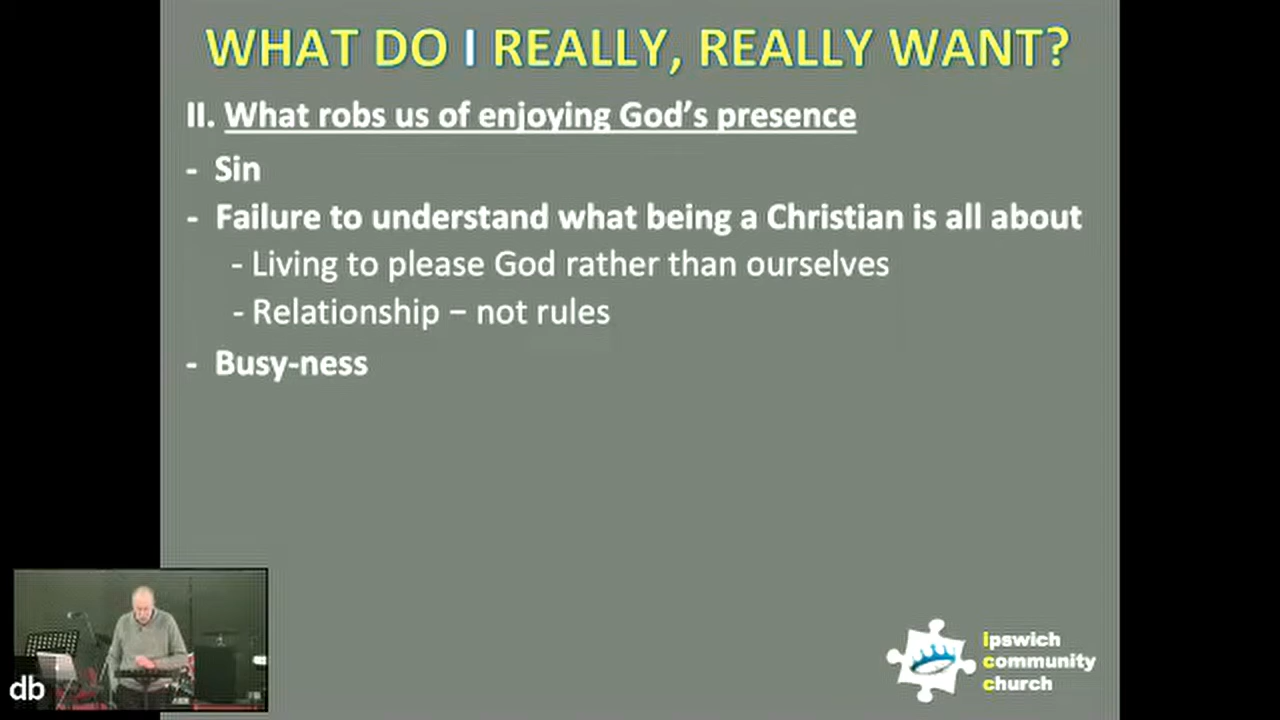 WHAT DO I REALLY, REALLY WANT?
II. What robs us of enjoying God's presence
- Sin
- Failure to understand what being a Christian is all about
- Living to please God rather than ourselves
- Relationship – not rules
- Busy-ness
db
ipswich
community
church